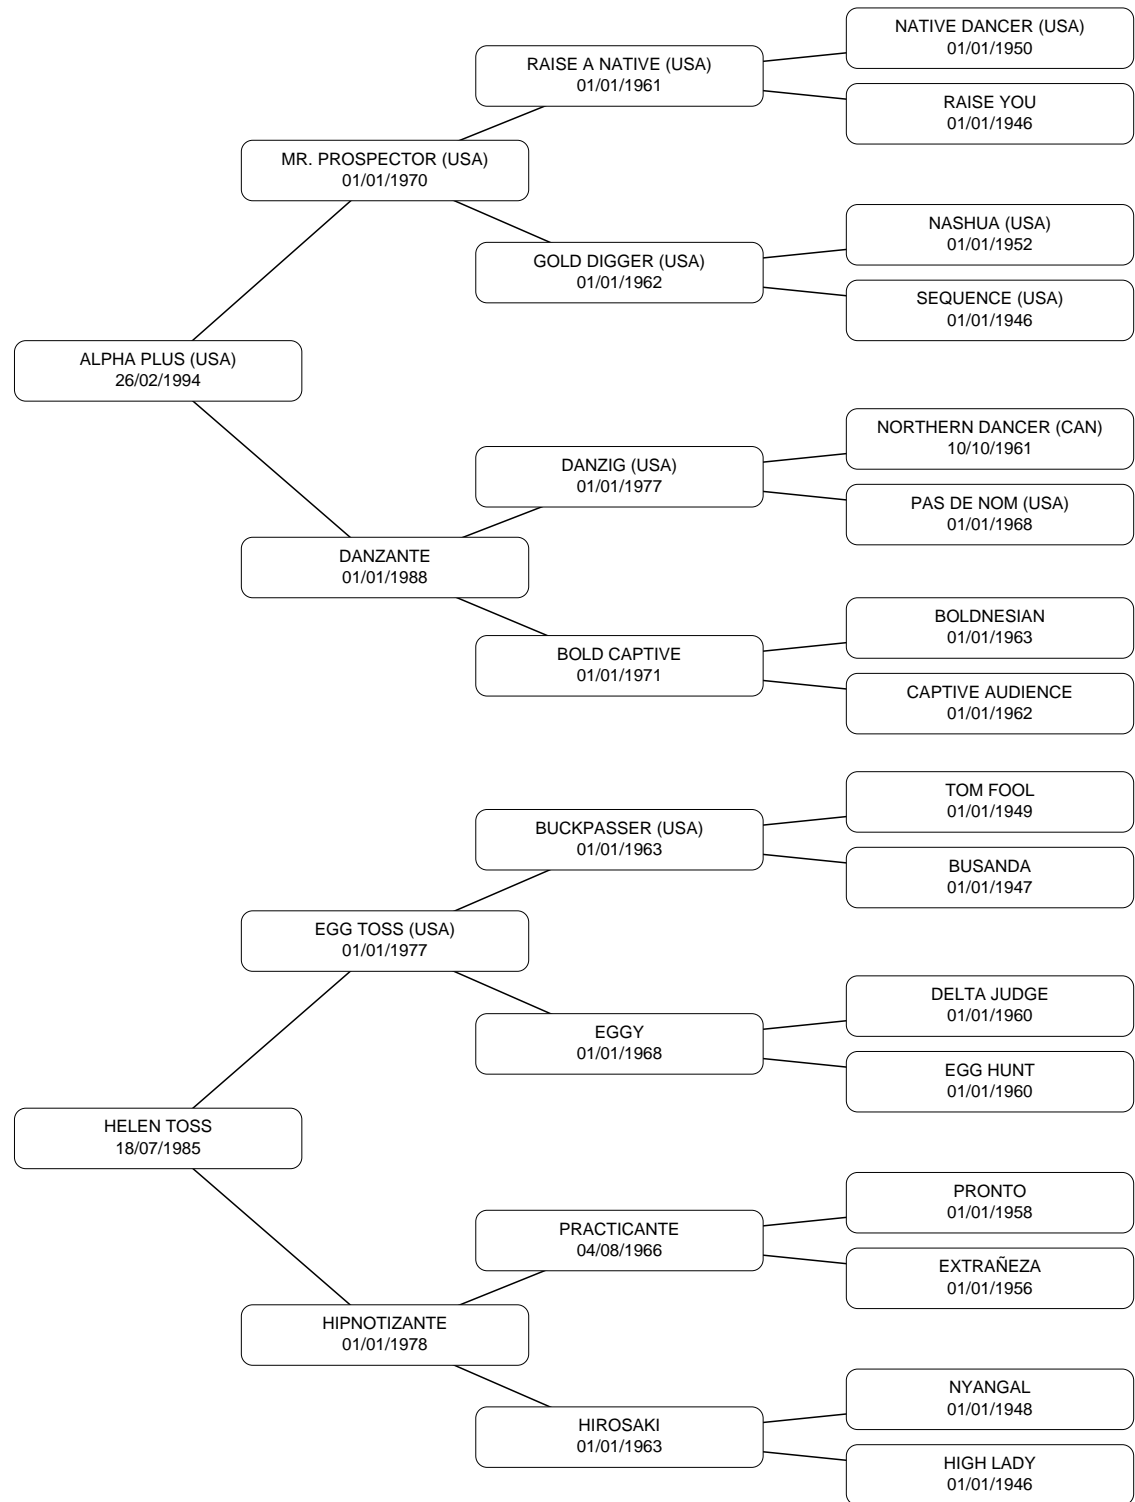 NATIVE DANCER (USA)
01/01/1950
RAISE A NATIVE (USA)
01/01/1961
RAISE YOU
01/01/1946
MR. PROSPECTOR (USA)
01/01/1970
NASHUA (USA)
01/01/1952
GOLD DIGGER (USA)
01/01/1962
SEQUENCE (USA)
01/01/1946
ALPHA PLUS (USA)
26/02/1994
NORTHERN DANCER (CAN)
10/10/1961
DANZIG (USA)
01/01/1977
PAS DE NOM (USA)
01/01/1968
DANZANTE
01/01/1988
BOLDNESIAN
01/01/1963
BOLD CAPTIVE
01/01/1971
CAPTIVE AUDIENCE
01/01/1962
TOM FOOL
01/01/1949
BUCKPASSER (USA)
01/01/1963
BUSANDA
01/01/1947
EGG TOSS (USA)
01/01/1977
DELTA JUDGE
01/01/1960
EGGY
01/01/1968
EGG HUNT
01/01/1960
HELEN TOSS
18/07/1985
PRONTO
01/01/1958
PRACTICANTE
04/08/1966
EXTRAÑEZA
01/01/1956
HIPNOTIZANTE
01/01/1978
NYANGAL
01/01/1948
HIROSAKI
01/01/1963
HIGH LADY
01/01/1946